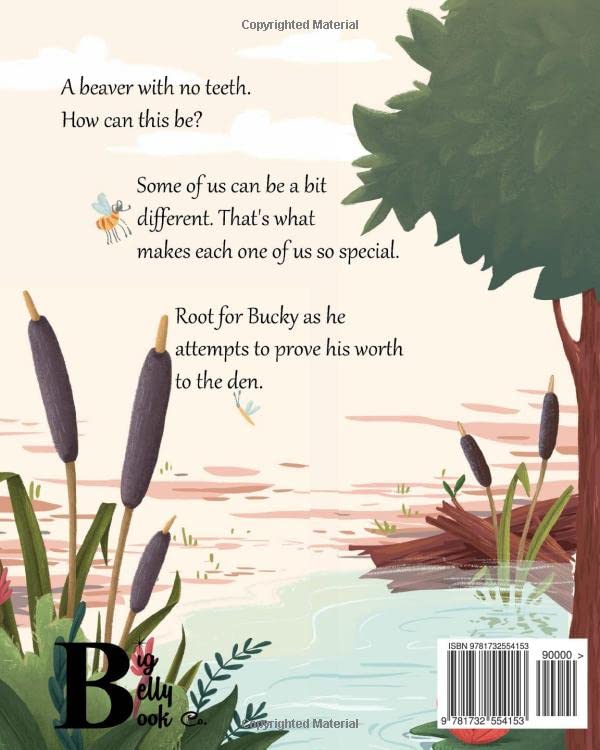 Copyrighted Material
A beaver with no teeth.
How can this be?
Some of us can be a bit
different. That's what
makes each one of us so special.
Root for Bucky as he
attempts to prove his worth
to the den.
Big
Belly
Book Co.
ISBN 9781732554153
90000 >
9 781732 554153
Copyrighted Material